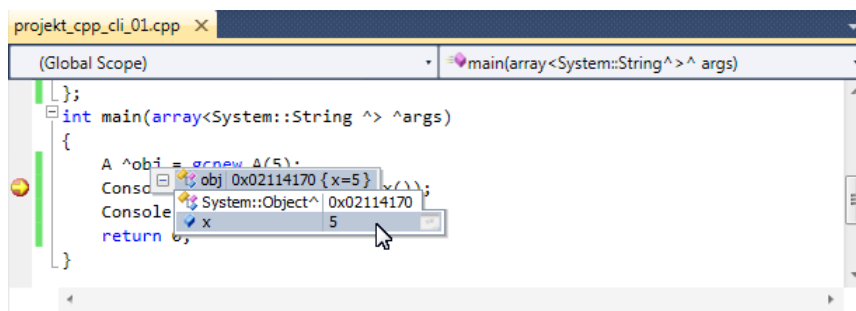 projekt_cpp_cli_01.cpp
(Global Scope) main(array<System::String^>^ args)
};
int main(array<System::String ^> ^args)
{
A ^obj = gcnew A(5);
Conso obj 0x02114170 {x=5} x());
System::Object^ 0x02114170
Console
x 5
return 0;
}